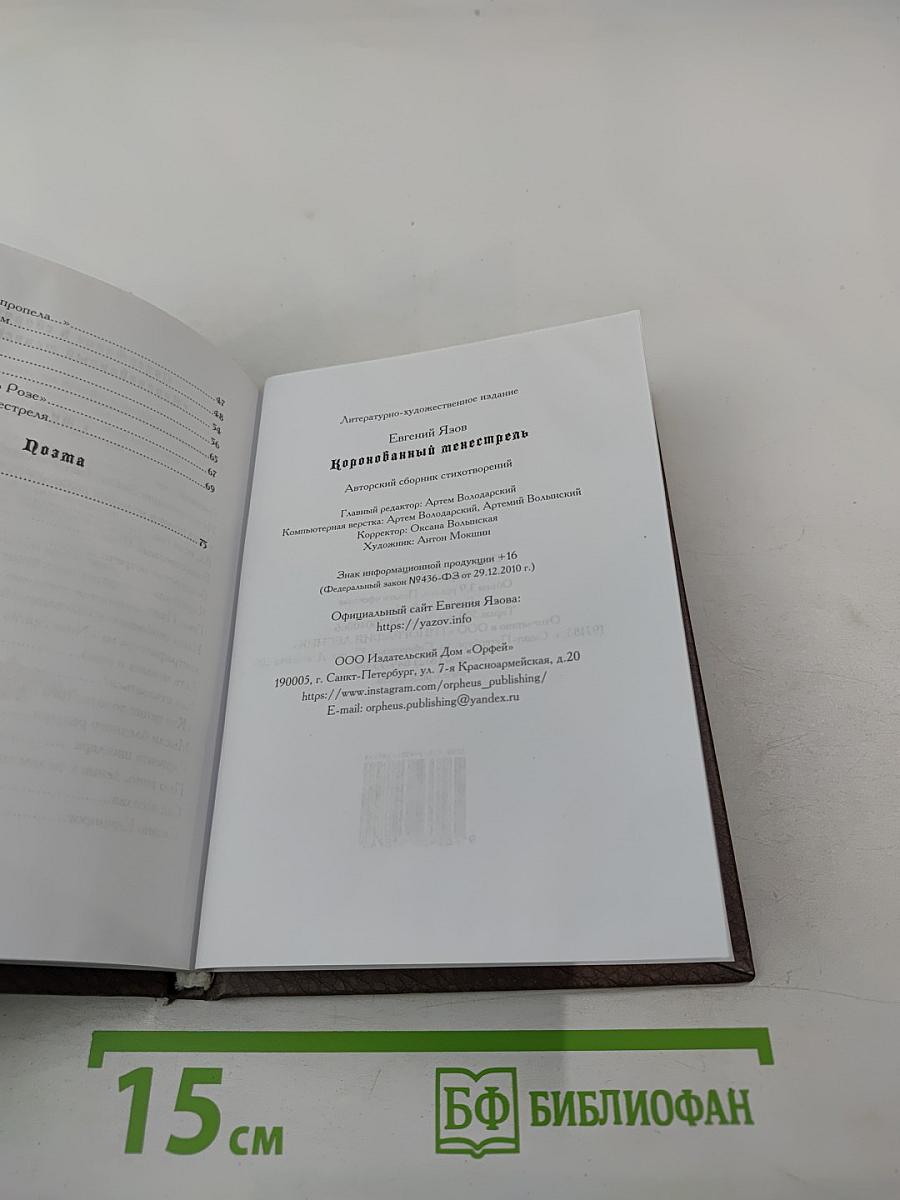 пропела...»
47
48
54
56
Розе»
65
67
69
Поэма
75
Литературно-художественное издание
Евгений Язов
Коронованный менестрель
Авторский сборник стихотворений
Главный редактор: Артем Володарский
Компьютерная верстка: Артем Володарский, Артемий Волынский
Корректор: Оксана Волынская
Художник: Антон Мокшин
Знак информационной продукции +16
(Федеральный закон №436-ФЗ от 29.12.2010 г.)
Официальный сайт Евгения Язова:
https://yazov.info
ООО Издательский Дом «Орфей»
190005, г. Санкт-Петербург, ул. 7-я Красноармейская, д.20
https://www.instagram.com/orpheus_publishing/
E-mail: orpheus.publishing@yandex.ru
15 см
БФ БИБЛИОФАН